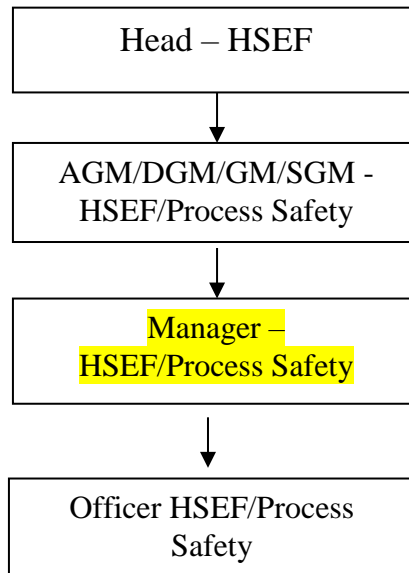 Head – HSEF
AGM/DGM/GM/SGM -
HSEF/Process Safety
Manager –
HSEF/Process Safety
Officer HSEF/Process
Safety